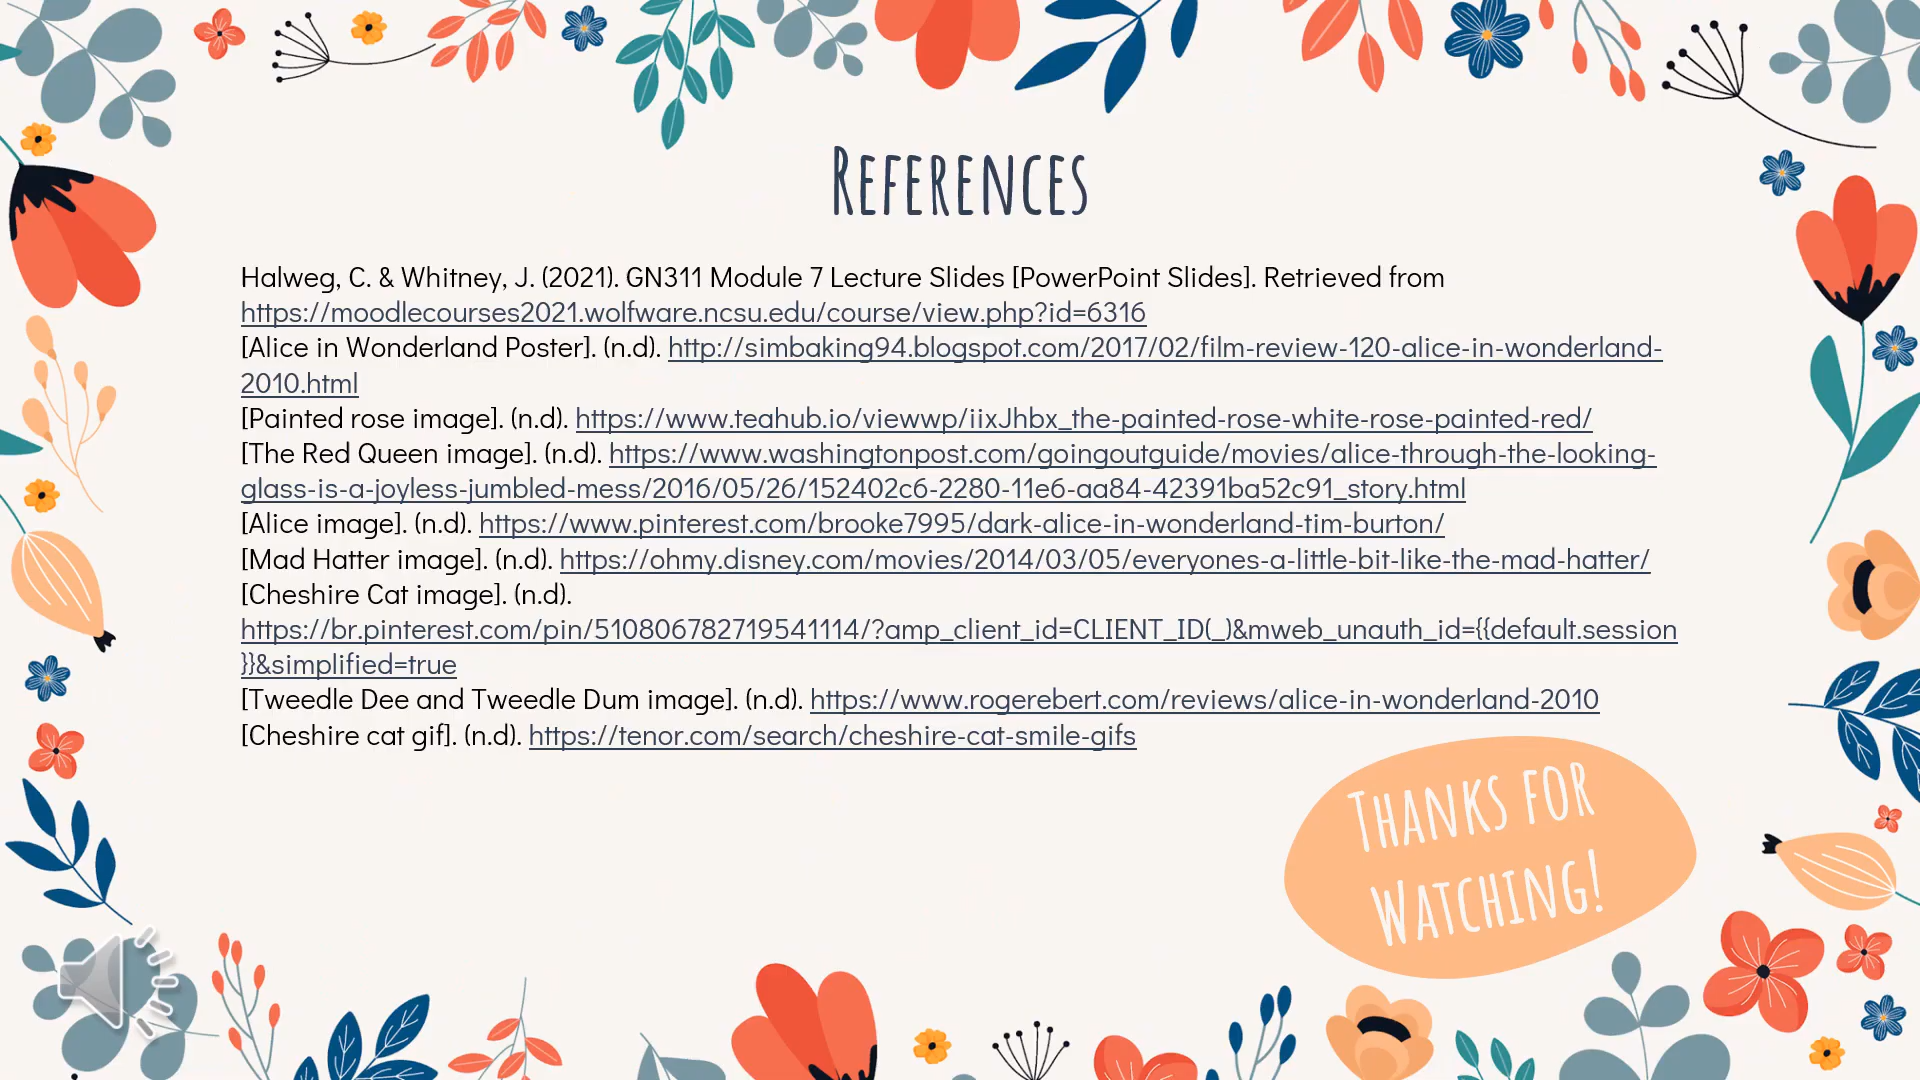 References
Halweg, C. & Whitney, J. (2021). GN311 Module 7 Lecture Slides [PowerPoint Slides]. Retrieved from
https://moodlecourses2021.wolfware.ncsu.edu/course/view.php?id=6316
[Alice in Wonderland Poster]. (n.d). http://simbaking94.blogspot.com/2017/02/film-review-120-alice-in-wonderland-
2010.html
[Painted rose image]. (n.d). https://www.teahub.io/viewwp/iixJhbx_the-painted-rose-white-rose-painted-red/
[The Red Queen image]. (n.d). https://www.washingtonpost.com/goingoutguide/movies/alice-through-the-looking-
glass-is-a-joyless-jumbled-mess/2016/05/26/152402c6-2280-11e6-aa84-42391ba52c91_story.html
[Alice image]. (n.d). https://www.pinterest.com/brooke7995/dark-alice-in-wonderland-tim-burton/
[Mad Hatter image]. (n.d). https://ohmy.disney.com/movies/2014/03/05/everyones-a-little-bit-like-the-mad-hatter/
[Cheshire Cat image]. (n.d).
https://br.pinterest.com/pin/510806782719541114/?amp_client_id=CLIENT_ID(_)&mweb_unauth_id={{default.session
}}&simplified=true
[Tweedle Dee and Tweedle Dum image]. (n.d). https://www.rogerebert.com/reviews/alice-in-wonderland-2010
[Cheshire cat gif]. (n.d). https://tenor.com/search/cheshire-cat-smile-gifs
Thanks for
Watching!